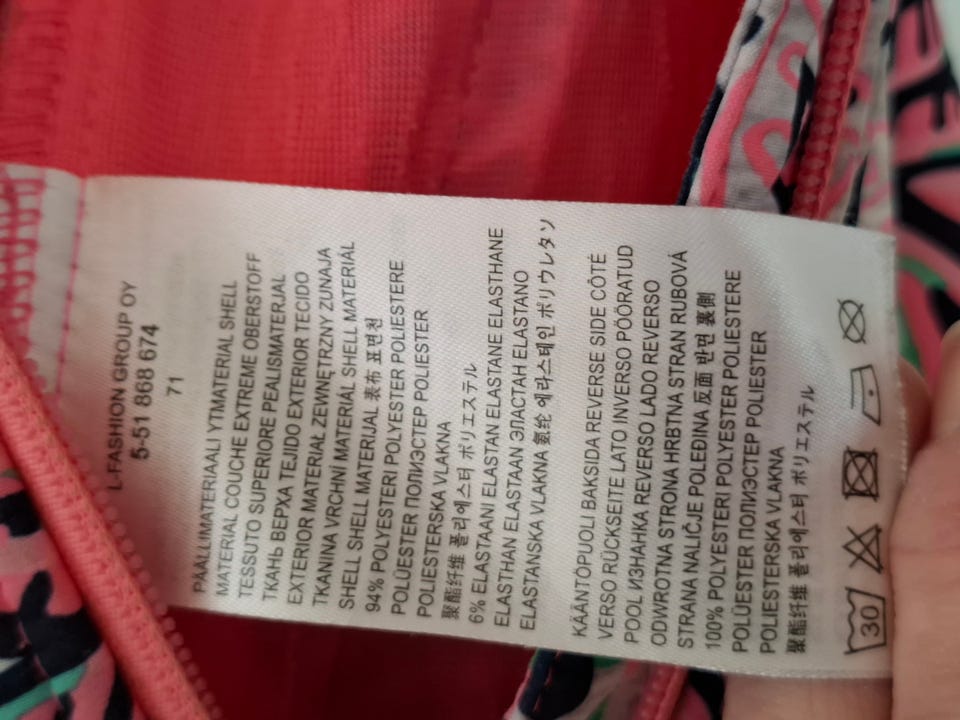 L-FASHION GROUP OY
5-51 868 674
71
PÄÄLLIMATERIAALI YTMATERIAL SHELL
MATERIAL COUCHE EXTREME OBERSTOFF
TESSUTO SUPERIORE PEALISMATERJAL
ТКАНЬ ВЕРХА TEJIDO EXTERIOR TECIDO
EXTERIOR MATERIAŁ ZEWNĘTRZNY ZUNAJA
TKANINA VRCHNÍ MATERIÁL SHELL MATERIÁL
SHELL MATERIJAL 表布 표면천
94% POLYESTERI POLYESTER POLIESTERE
POLÜESTER ПОЛИЭСТЕР POLIESTER
POLIESTERSKA VLAKNA
聚酯纤维 폴리에스터 ポリエステル
6% ELASTAANI ELASTAN ELASTANE ELASTHANE
ELASTHAN ELASTAAN ЭЛАСТАН ELASTANO
ELASTANSKA VLAKNA 氨纶 에라스테인 ポリウレタン
KÄÄNTÖPUOLI BAKSIDA REVERSE SIDE CÔTÉ
VERSO RÜCKSEITE LATO INVERSO PÖÖRATUD
POOL ИЗНАНКА REVERSO LADO REVERSO
ODWROTNA STRONA HRBTNA STRAN RUBOVÁ
STRANA NALIČJE POLEĐINA 反面 반면 裏側
100% POLYESTERI POLYESTER POLIESTERE
POLÜESTER ПОЛИЭСТЕР POLIESTER
POLIESTERSKA VLAKNA
聚酯纤维 폴리에스터 ポリエステル
30